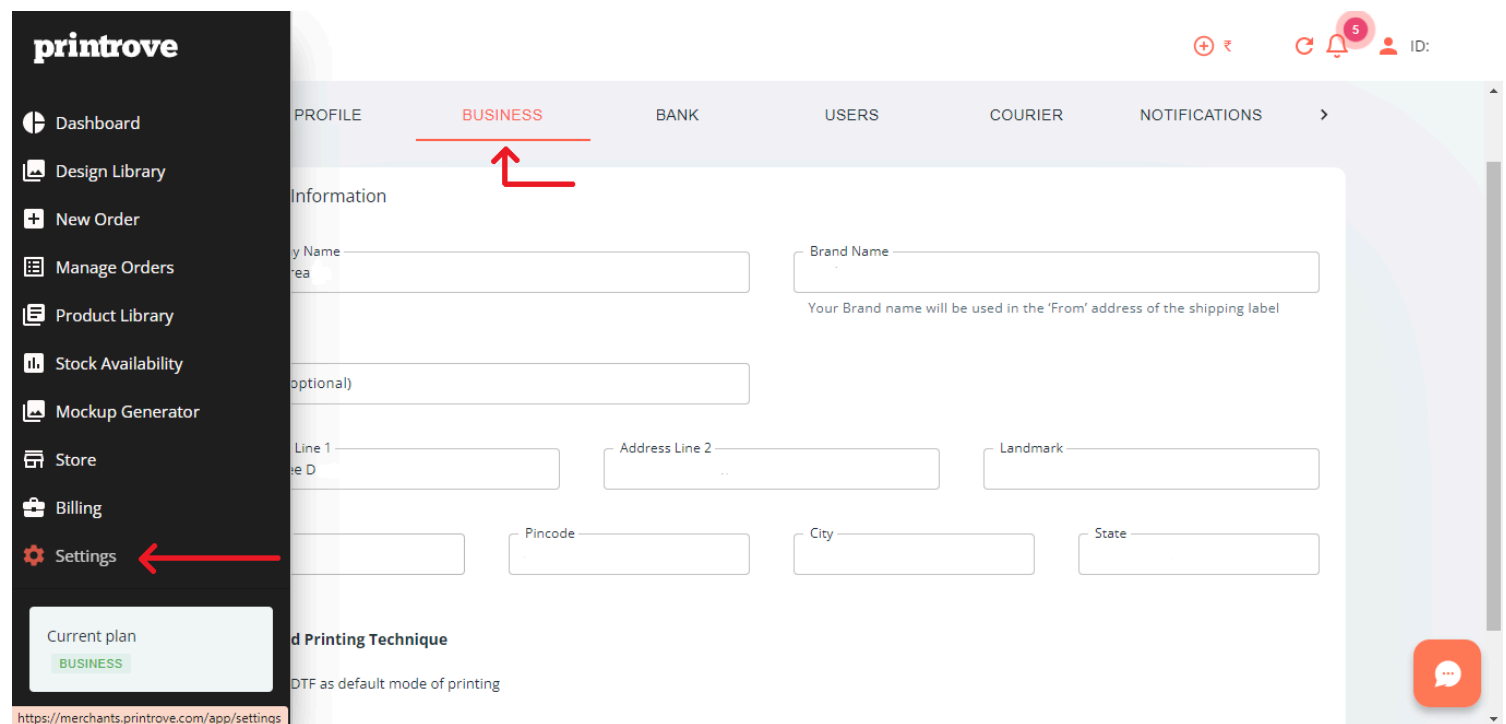 printrove
5
₹
ID:
Dashboard
Design Library
New Order
Manage Orders
Product Library
Stock Availability
Mockup Generator
Store
Billing
Settings
Current plan
BUSINESS
https://merchants.printrove.com/app/settings
PROFILE BUSINESS BANK USERS COURIER NOTIFICATIONS
Information
y Name
rea
Brand Name
Your Brand name will be used in the ‘From’ address of the shipping label
optional)
Line 1
ee D
Address Line 2
Landmark
Pincode
City
State
d Printing Technique
DTF as default mode of printing